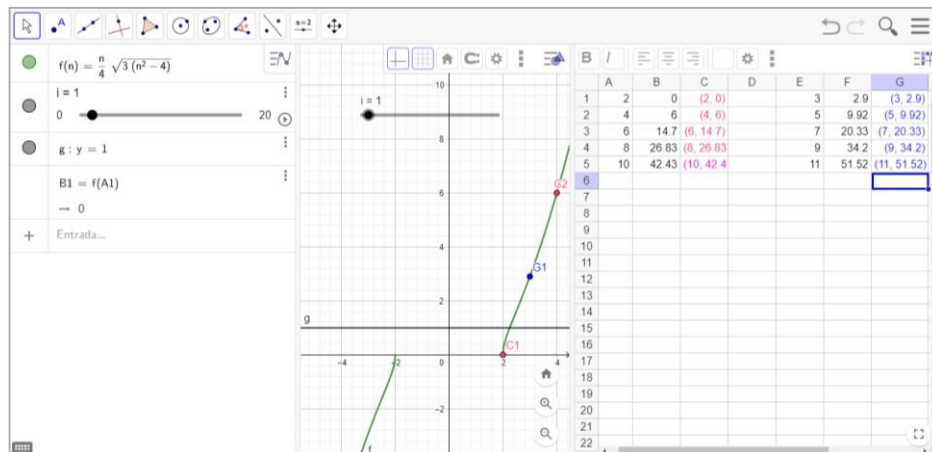 a=2
f(n) = n/4 √3 (n² − 4)
i = 1
0 20
g : y = 1
B1 = f(A1)
→ 0
+ Entrada...
i = 1
10
8
6
4
2
0
−2
−4 −2 2 4
g
f
G2
G1
C1
B I
A B C D E F G
1 2 0 (2, 0) 3 2.9 (3, 2.9)
2 4 6 (4, 6) 5 9.92 (5, 9.92)
3 6 14.7 (6, 14.7) 7 20.33 (7, 20.33)
4 8 26.83 (8, 26.83 9 34.2 (9, 34.2)
5 10 42.43 (10, 42.4 11 51.52 (11, 51.52)
6
7
8
9
10
11
12
13
14
15
16
17
18
19
20
21
22